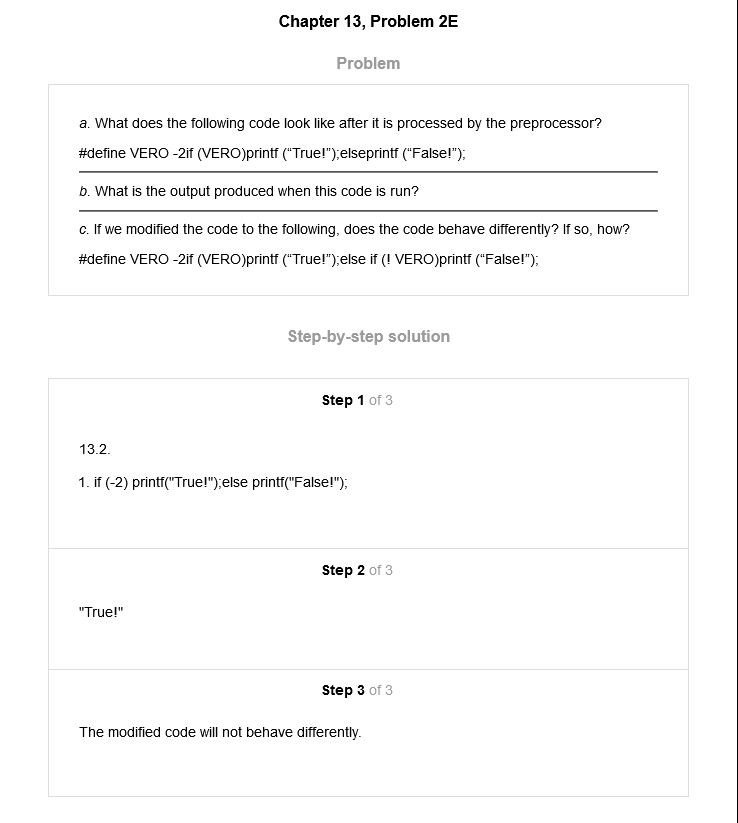 Chapter 13, Problem 2E
Problem
a. What does the following code look like after it is processed by the preprocessor?
#define VERO -2if (VERO)printf (“True!”);elseprintf (“False!”);
b. What is the output produced when this code is run?
c. If we modified the code to the following, does the code behave differently? If so, how?
#define VERO -2if (VERO)printf (“True!”);else if (! VERO)printf (“False!”);
Step-by-step solution
Step 1 of 3
13.2.
1. if (-2) printf("True!");else printf("False!");
Step 2 of 3
"True!"
Step 3 of 3
The modified code will not behave differently.